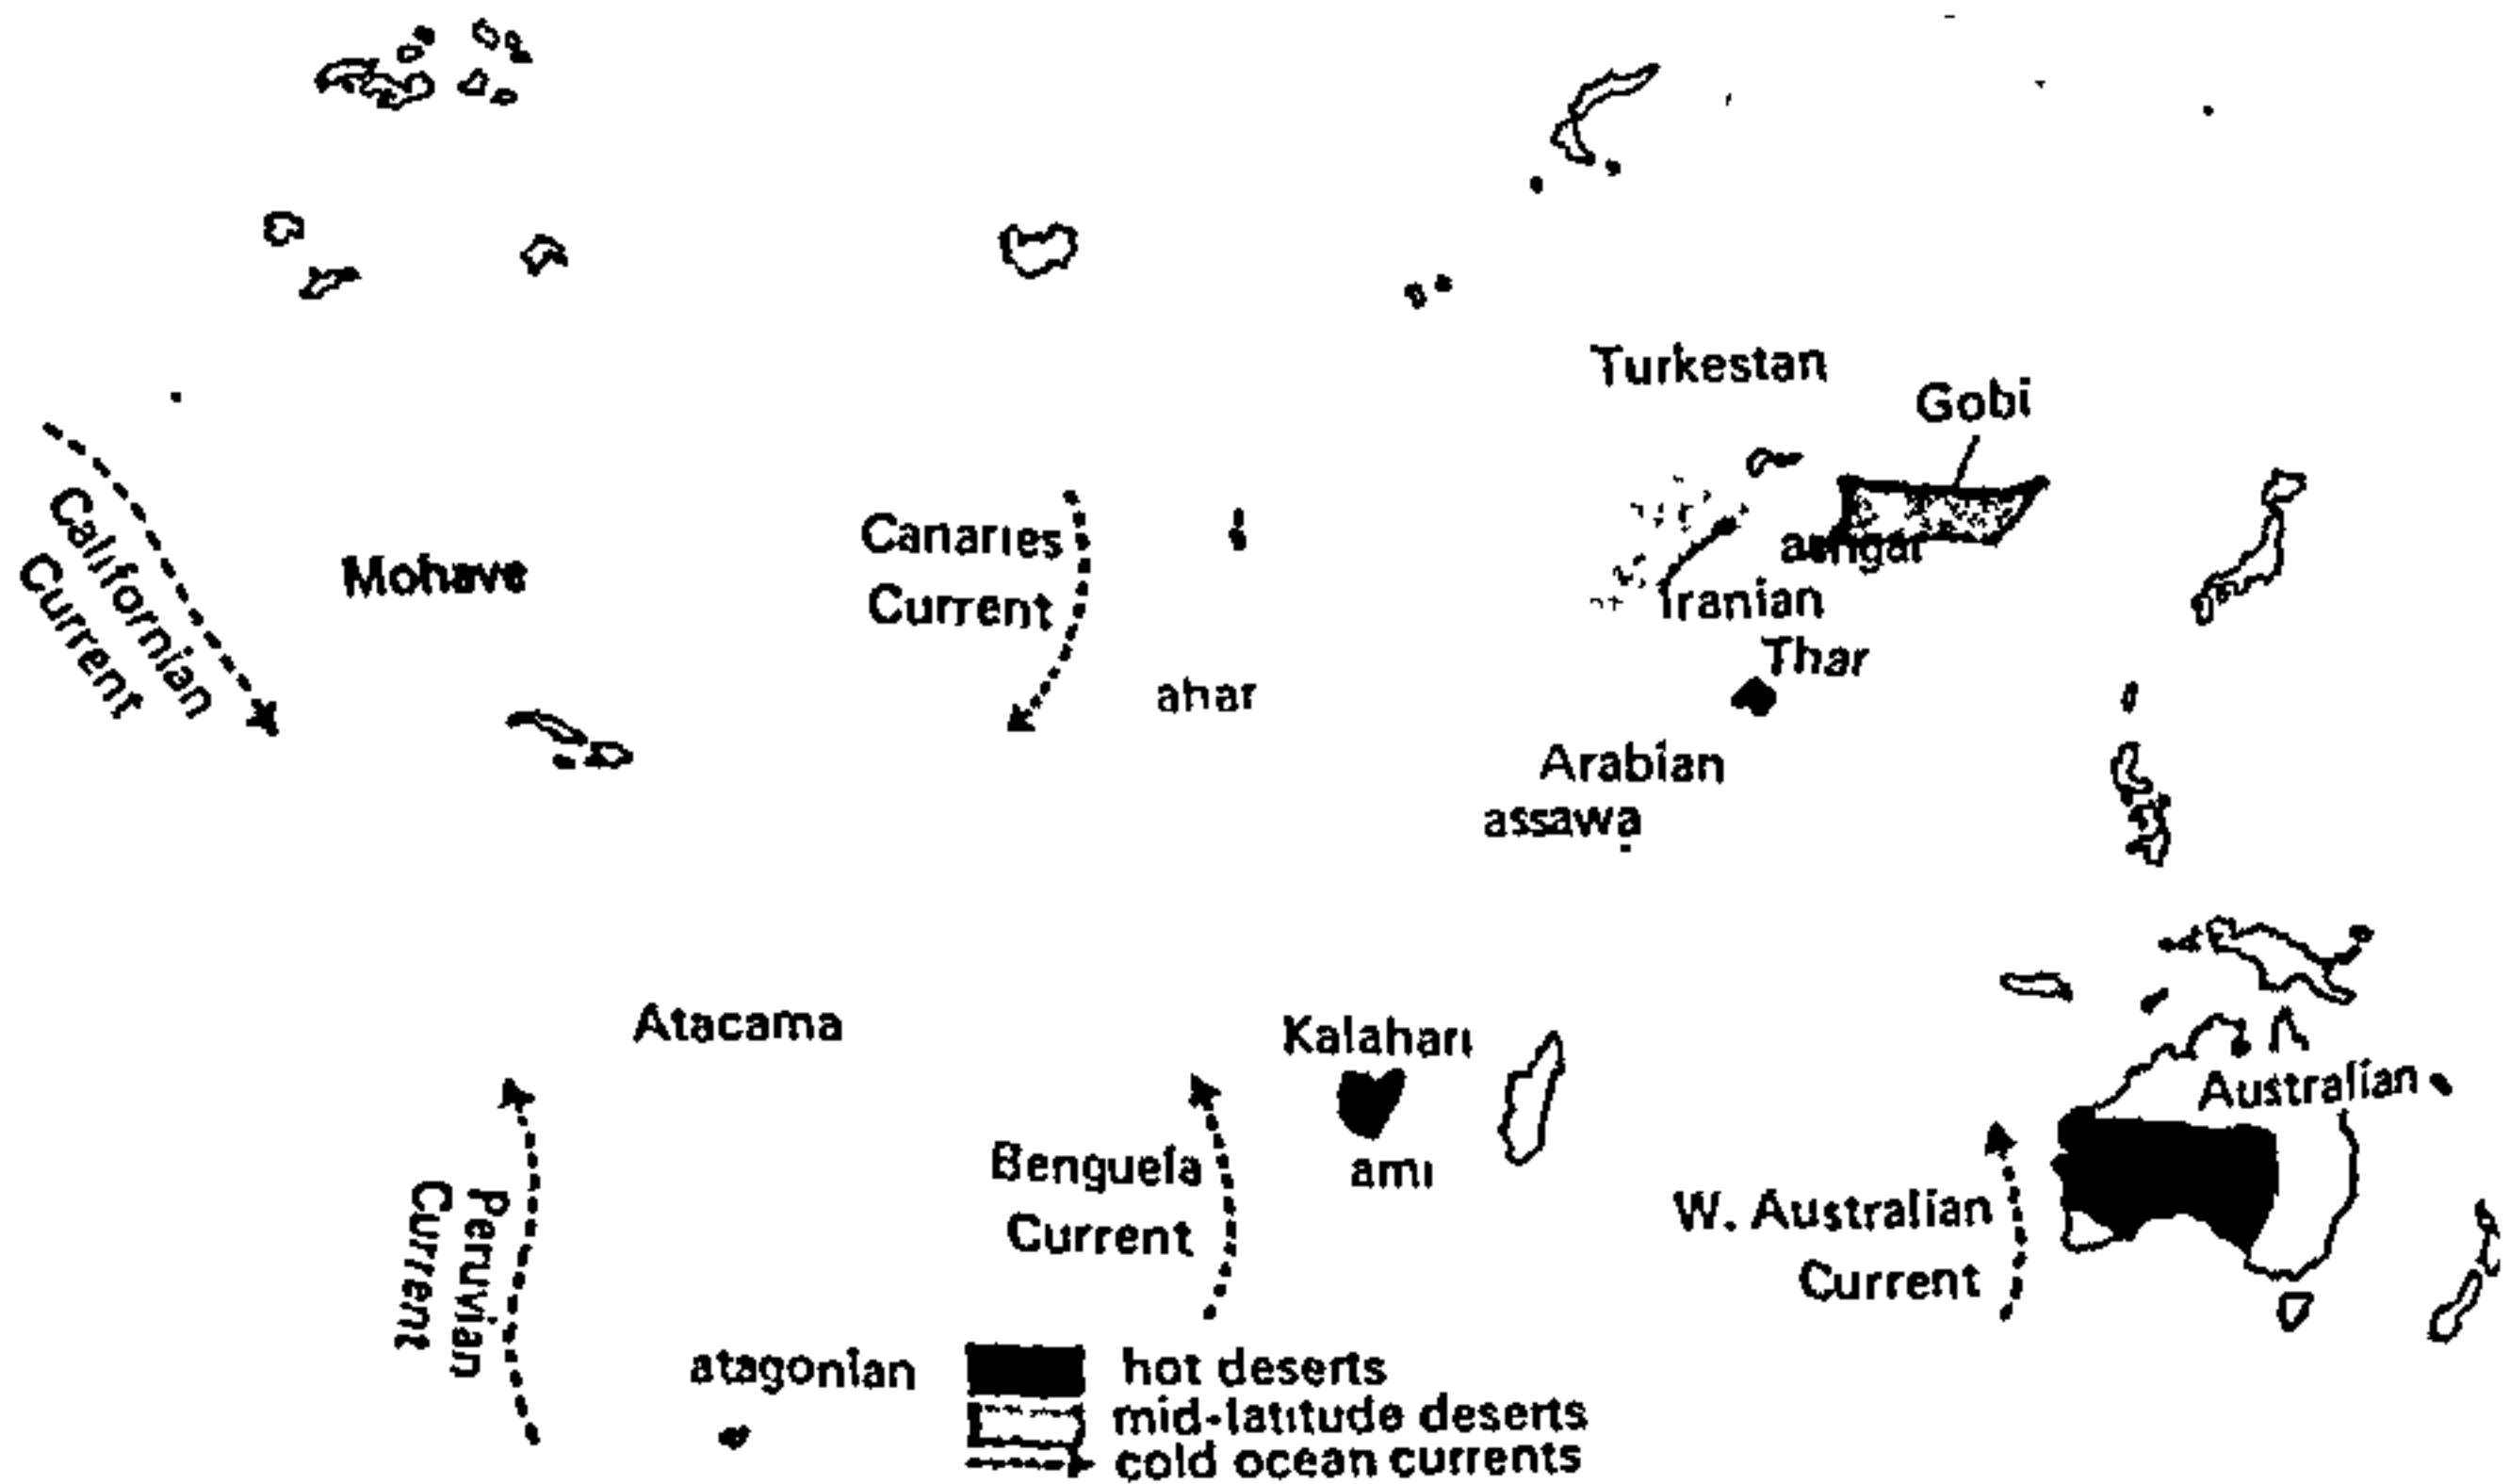 Turkestan
Gobi
Californian
Current
Mohave
Canaries
Current
Iranian
Thar
ahar
Arabian
assawa
Atacama
Kalahari
Australian
Benguela
Current
ami
W. Australian
Current
Peruvian
Current
atagonian
hot deserts
mid-latitude deserts
cold ocean currents